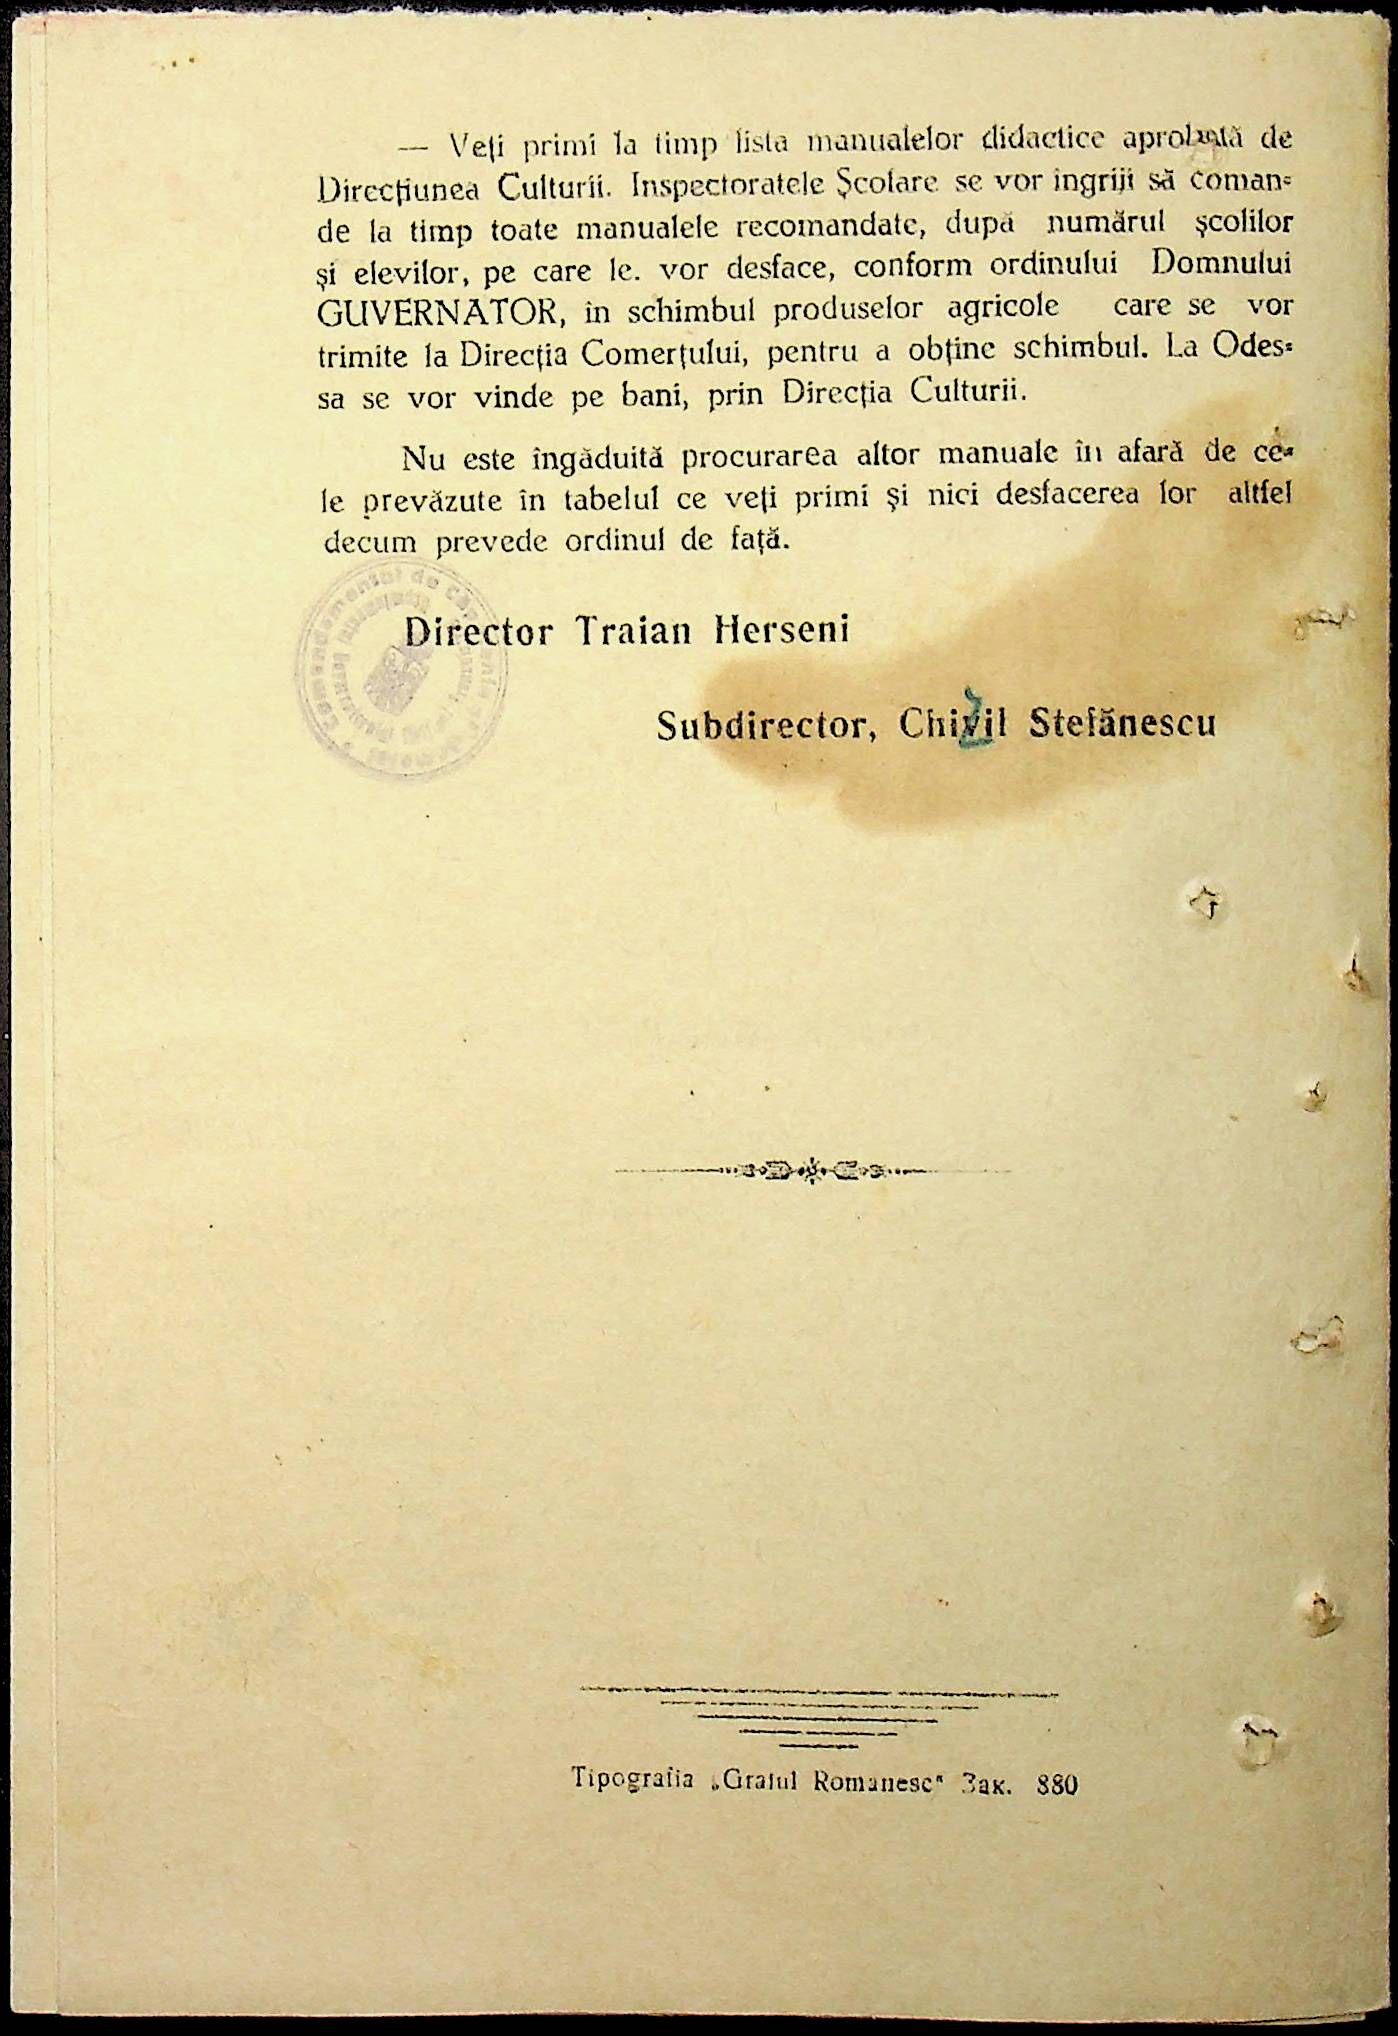 — Veți primi la timp lista manualelor didactice aprobată de
Direcțiunea Culturii. Inspectoratele Școlare se vor îngriji să coman=
de la timp toate manualele recomandate, după numărul școlilor
și elevilor, pe care le. vor desface, conform ordinului Domnului
GUVERNATOR, în schimbul produselor agricole care se vor
trimite la Direcția Comerțului, pentru a obține schimbul. La Odes=
sa se vor vinde pe bani, prin Direcția Culturii.
Nu este îngăduită procurarea altor manuale în afară de ce=
le prevăzute în tabelul ce veți primi și nici desfacerea lor altfel
decum prevede ordinul de față.
Director Traian Herseni
Subdirector, Chivil Stefănescu
Tipografia „Graiul Romanesc" Зак. 880